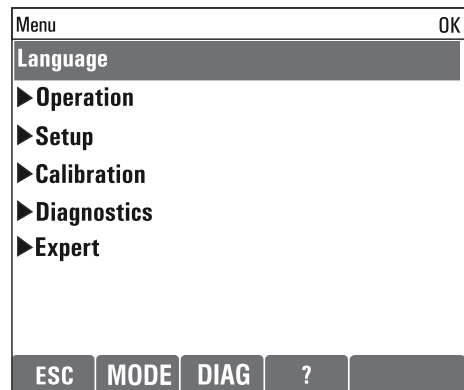 Menu OK
Language
▶Operation
▶Setup
▶Calibration
▶Diagnostics
▶Expert
ESC MODE DIAG ?